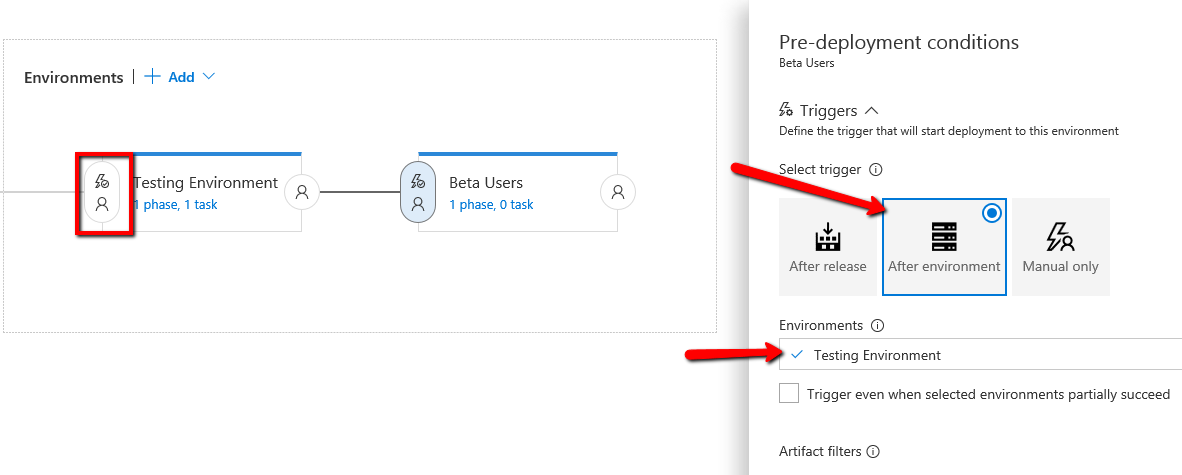 Environments | + Add
Testing Environment
1 phase, 1 task
Beta Users
1 phase, 0 task
Pre-deployment conditions
Beta Users
Triggers
Define the trigger that will start deployment to this environment
Select trigger
After release
After environment
Manual only
Environments
Testing Environment
Trigger even when selected environments partially succeed
Artifact filters